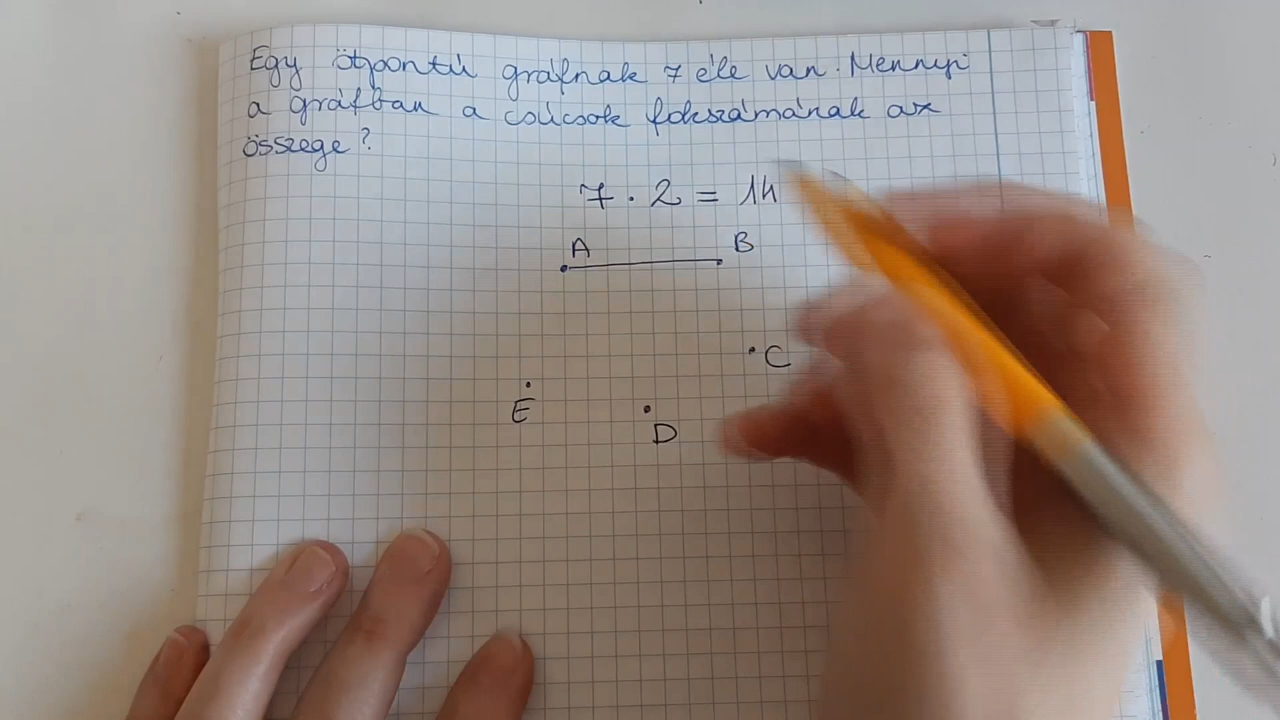 Egy ötpontú gráfnak 7 éle van. Mennyi
a gráfban a csúcsok fokszámának az
összege?
7 · 2 = 14
A B
C
E
D